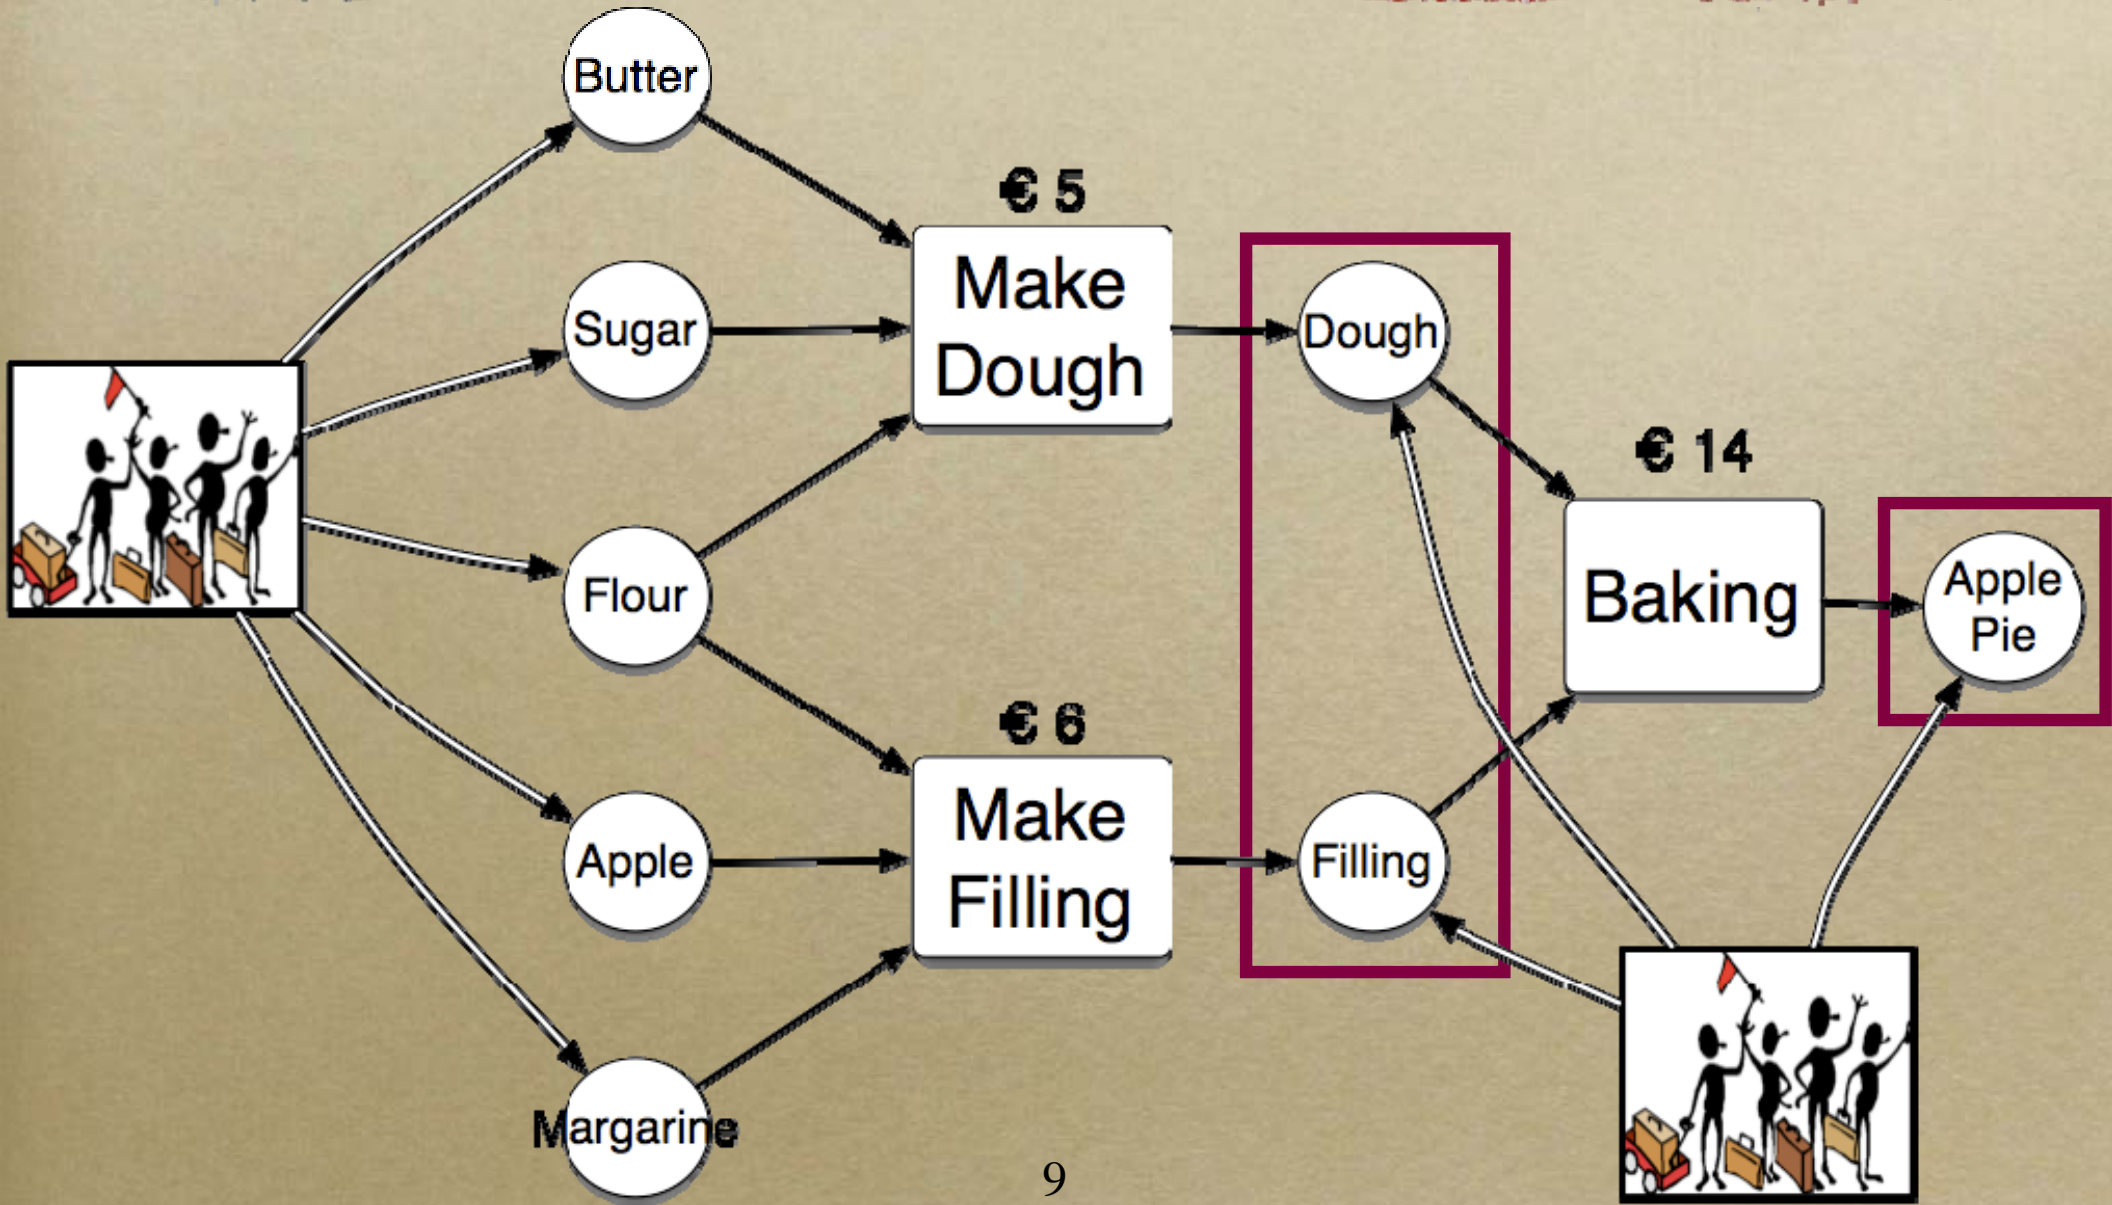 Butter
€ 5
Make
Dough
Sugar
Dough
€ 14
Flour
Baking
Apple
Pie
€ 6
Make
Filling
Apple
Filling
Margarine
9